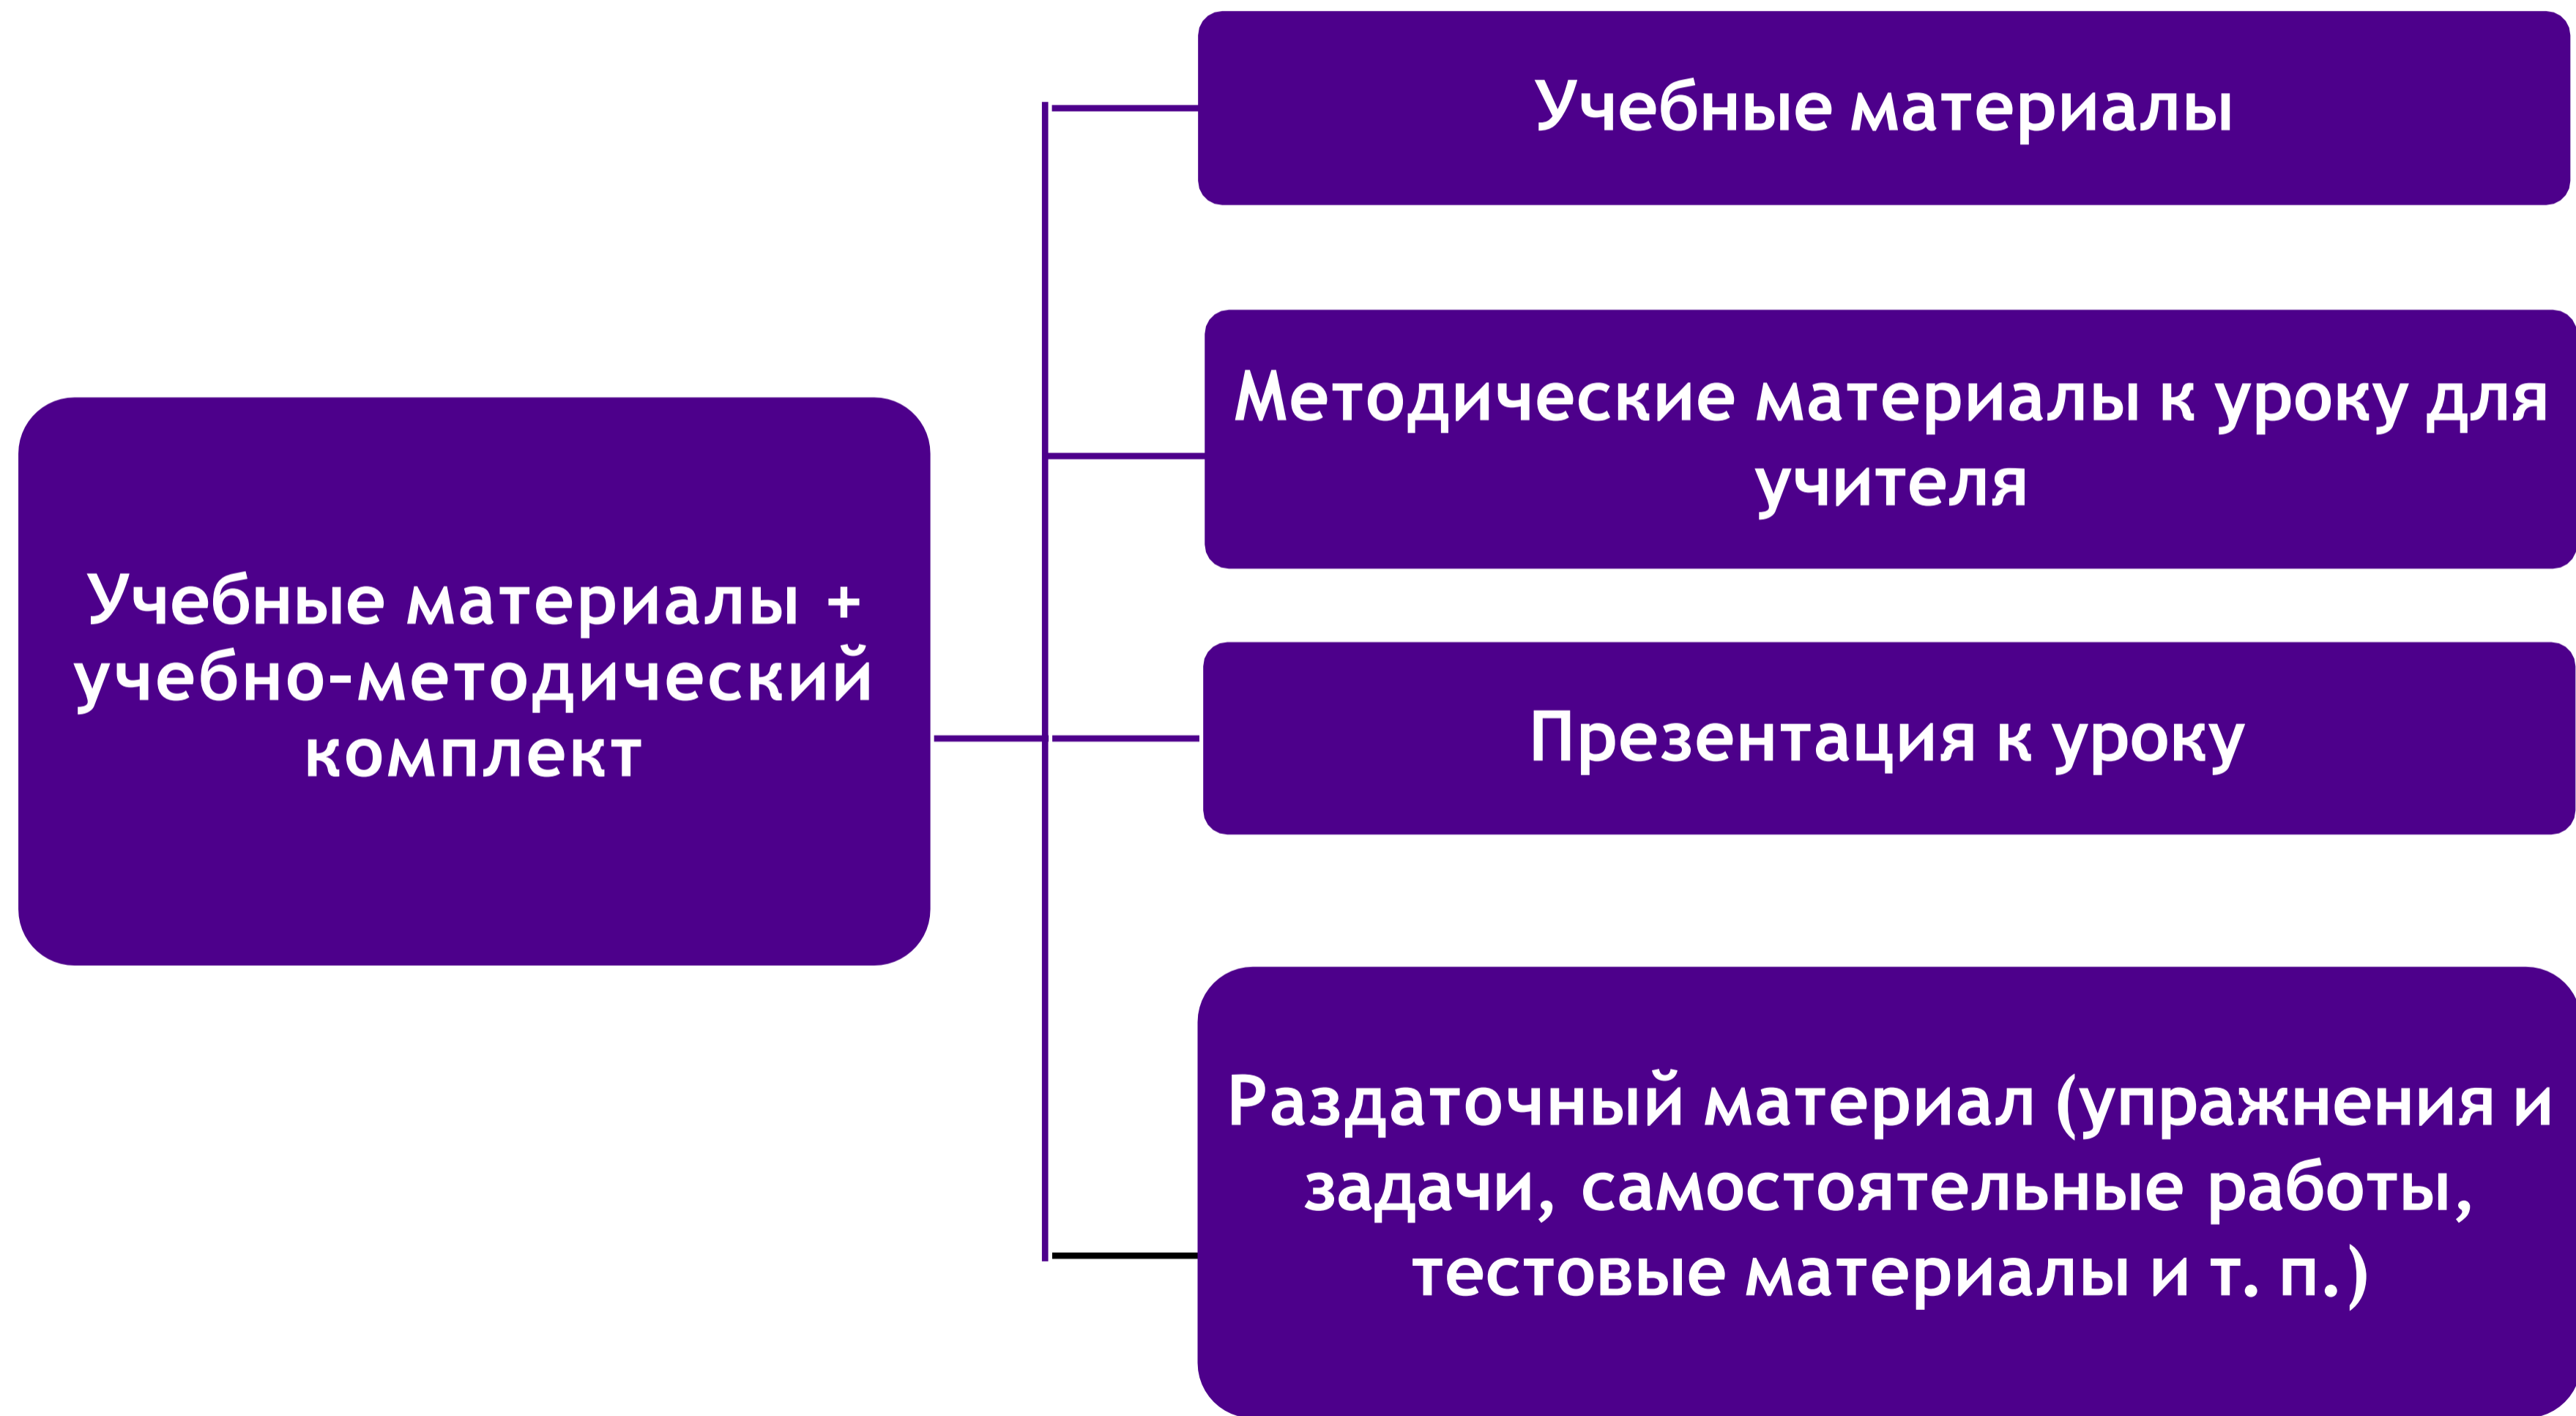 Учебные материалы
Методические материалы к уроку для
учителя
Учебные материалы +
учебно-методический
комплект
Презентация к уроку
Раздаточный материал (упражнения и
задачи, самостоятельные работы,
тестовые материалы и т. п.)